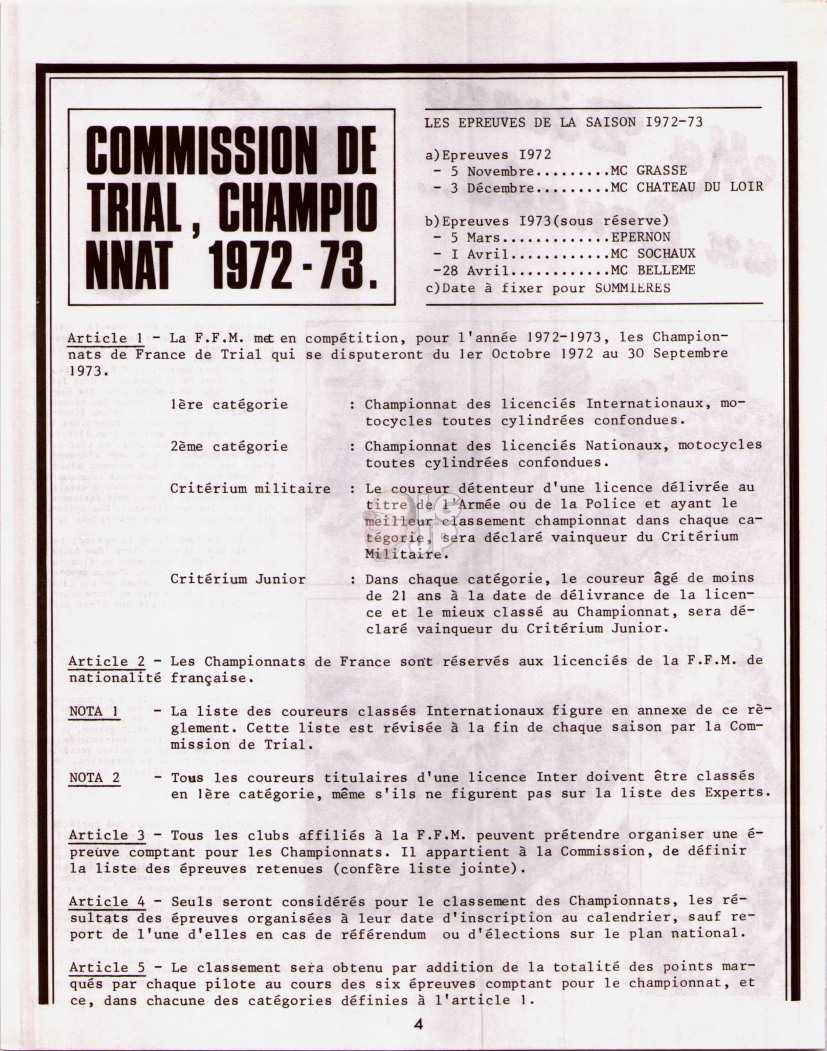 COMMISSION DE
TRIAL, CHAMPIO
NNAT 1972-73.
LES EPREUVES DE LA SAISON I972-73
a)Epreuves I972
- 5 Novembre.........MC GRASSE
- 3 Décembre.........MC CHATEAU DU LOIR
b)Epreuves I973(sous réserve)
- 5 Mars.............EPERNON
- I Avril............MC SOCHAUX
-28 Avril............MC BELLEME
c)Date à fixer pour SOMMIERES
Article 1 - La F.F.M. met en compétition, pour l'année 1972-1973, les Champion-
nats de France de Trial qui se disputeront du 1er Octobre 1972 au 30 Septembre
1973.
1ère catégorie : Championnat des licenciés Internationaux, mo-
tocycles toutes cylindrées confondues.
2ème catégorie : Championnat des licenciés Nationaux, motocycles
toutes cylindrées confondues.
Critérium militaire : Le coureur détenteur d'une licence délivrée au
titre de l'Armée ou de la Police et ayant le
meilleur classement championnat dans chaque ca-
tégorie, sera déclaré vainqueur du Critérium
Militaire.
Critérium Junior : Dans chaque catégorie, le coureur âgé de moins
de 21 ans à la date de délivrance de la licen-
ce et le mieux classé au Championnat, sera dé-
claré vainqueur du Critérium Junior.
Article 2 - Les Championnats de France sont réservés aux licenciés de la F.F.M. de
nationalité française.
NOTA 1 - La liste des coureurs classés Internationaux figure en annexe de ce rè-
glement. Cette liste est révisée à la fin de chaque saison par la Com-
mission de Trial.
NOTA 2 - Tous les coureurs titulaires d'une licence Inter doivent être classés
en 1ère catégorie, même s'ils ne figurent pas sur la liste des Experts.
Article 3 - Tous les clubs affiliés à la F.F.M. peuvent prétendre organiser une é-
preuve comptant pour les Championnats. Il appartient à la Commission, de définir
la liste des épreuves retenues (confère liste jointe).
Article 4 - Seuls seront considérés pour le classement des Championnats, les ré-
sultats des épreuves organisées à leur date d'inscription au calendrier, sauf re-
port de l'une d'elles en cas de référendum ou d'élections sur le plan national.
Article 5 - Le classement sera obtenu par addition de la totalité des points mar-
qués par chaque pilote au cours des six épreuves comptant pour le championnat, et
ce, dans chacune des catégories définies à l'article 1.
4